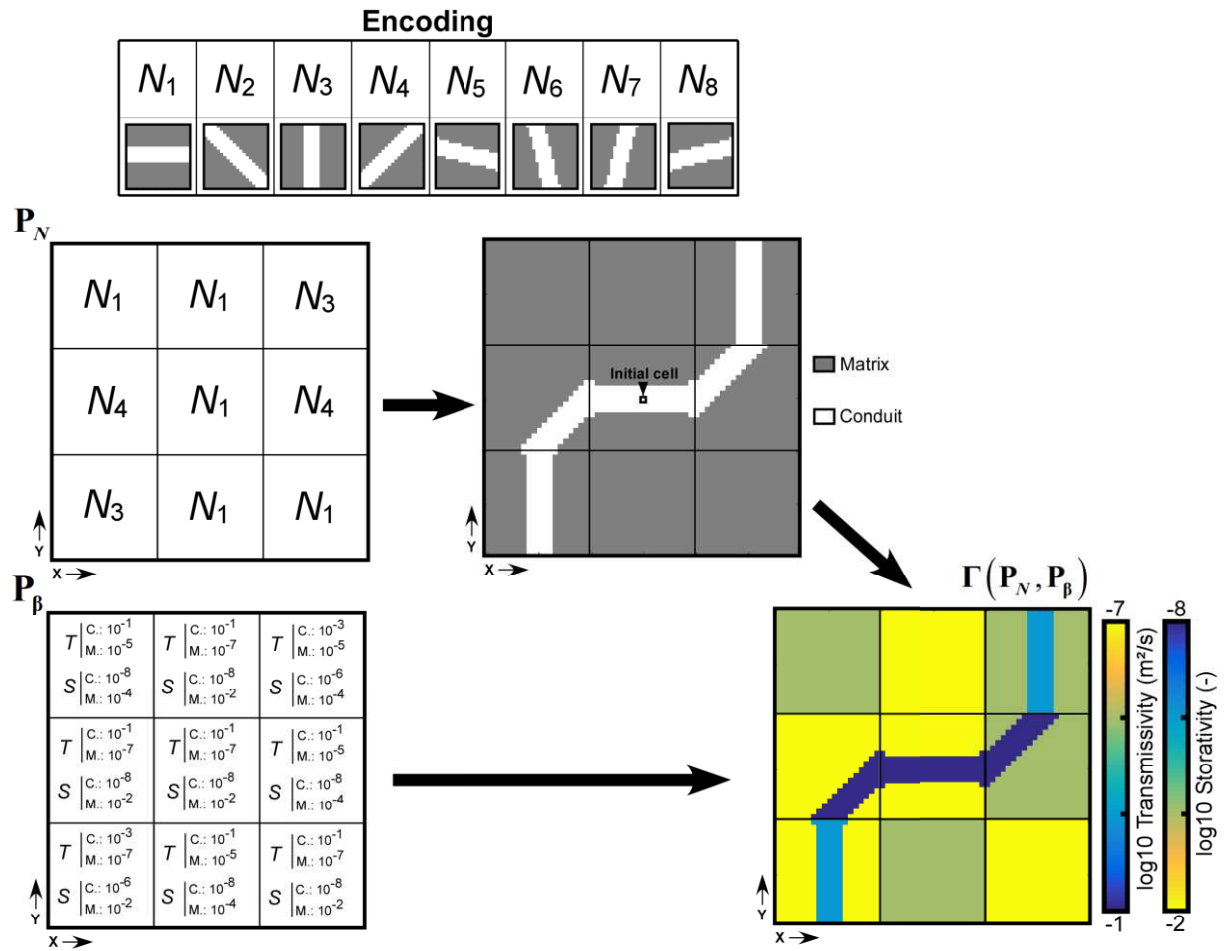 Encoding
N₁ N₂ N₃ N₄ N₅ N₆ N₇ N₈
P_N
N₁ N₁ N₃
N₄ N₁ N₄
N₃ N₁ N₁
Y
X
Initial cell
Matrix
Conduit
Y
X
P_β
T C.: 10⁻¹ T C.: 10⁻¹ T C.: 10⁻³
M.: 10⁻⁵ M.: 10⁻⁷ M.: 10⁻⁵
S C.: 10⁻⁸ S C.: 10⁻⁸ S C.: 10⁻⁶
M.: 10⁻⁴ M.: 10⁻² M.: 10⁻⁴
T C.: 10⁻¹ T C.: 10⁻¹ T C.: 10⁻¹
M.: 10⁻⁷ M.: 10⁻⁷ M.: 10⁻⁵
S C.: 10⁻⁸ S C.: 10⁻⁸ S C.: 10⁻⁸
M.: 10⁻² M.: 10⁻² M.: 10⁻⁴
T C.: 10⁻³ T C.: 10⁻¹ T C.: 10⁻¹
M.: 10⁻⁷ M.: 10⁻⁵ M.: 10⁻⁷
S C.: 10⁻⁶ S C.: 10⁻⁸ S C.: 10⁻⁸
M.: 10⁻² M.: 10⁻⁴ M.: 10⁻²
Y
X
Γ(P_N, P_β)
-7 -8
log10 Transmissivity (m²/s)
log10 Storativity (-)
-1 -2
Y
X